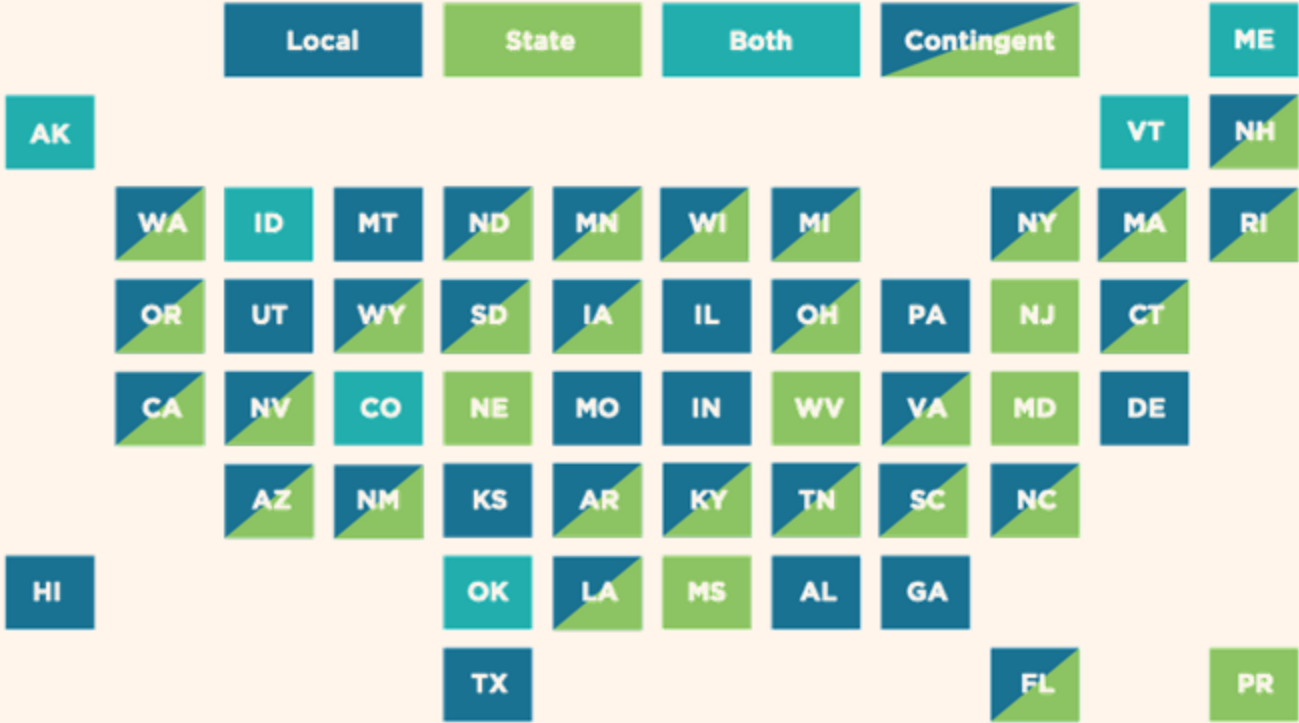 Local State Both Contingent ME
AK VT NH
WA ID MT ND MN WI MI NY MA RI
OR UT WY SD IA IL OH PA NJ CT
CA NV CO NE MO IN WV VA MD DE
AZ NM KS AR KY TN SC NC
HI OK LA MS AL GA
TX FL PR